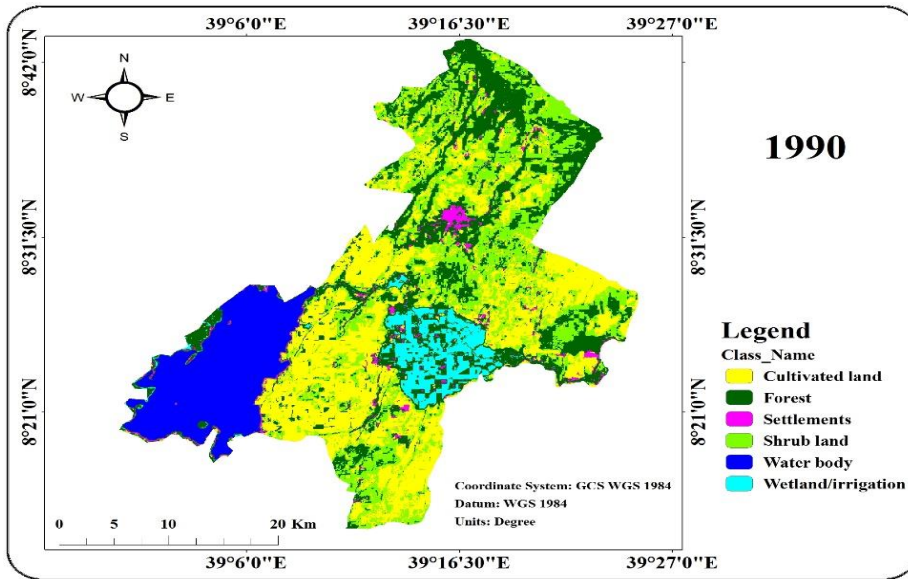 39°6'0"E 39°16'30"E 39°27'0"E
8°42'0"N
8°42'0"N
N
W E
S
1990
8°31'30"N
8°31'30"N
Legend
Class_Name
Cultivated land
Forest
Settlements
Shrub land
Water body
Wetland/irrigation
8°21'0"N
8°21'0"N
Coordinate System: GCS WGS 1984
Datum: WGS 1984
Units: Degree
0 5 10 20 Km
39°6'0"E 39°16'30"E 39°27'0"E